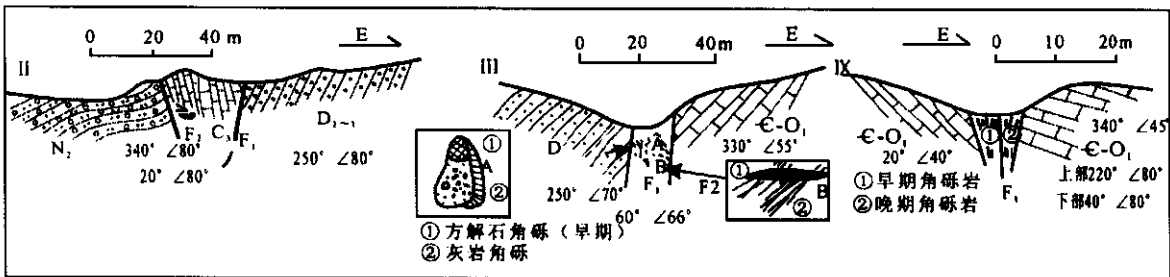 0 20 40 m E
II
F₂ C₃ F₁ D₂₋₃
N₂
340° ∠80°
20° ∠80°
250° ∠80°
0 20 40m E
III
D
A
B
F₁
F2
Є-O₁
330° ∠55°
250° ∠70°
60° ∠66°
①
A
②
①
B
②
①方解石角砾(早期)
②灰岩角砾
E 0 10 20m
IX
Є-O₁
20° ∠40°
① ②
F₁
340° ∠45°
Є-O₁
上部220° ∠80°
下部40° ∠80°
①早期角砾岩
②晚期角砾岩